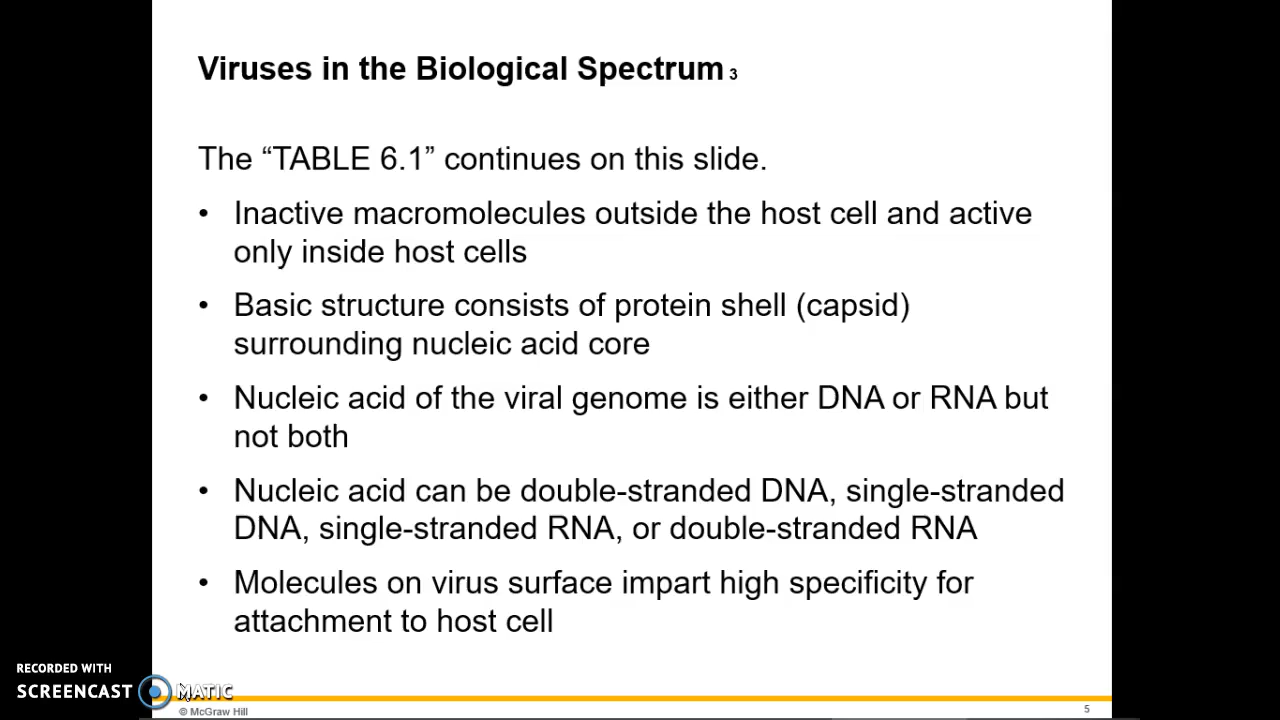 Viruses in the Biological Spectrum 3
The “TABLE 6.1” continues on this slide.
• Inactive macromolecules outside the host cell and active
only inside host cells
• Basic structure consists of protein shell (capsid)
surrounding nucleic acid core
• Nucleic acid of the viral genome is either DNA or RNA but
not both
• Nucleic acid can be double-stranded DNA, single-stranded
DNA, single-stranded RNA, or double-stranded RNA
• Molecules on virus surface impart high specificity for
attachment to host cell
RECORDED WITH
SCREENCAST MATIC
© McGraw Hill
5